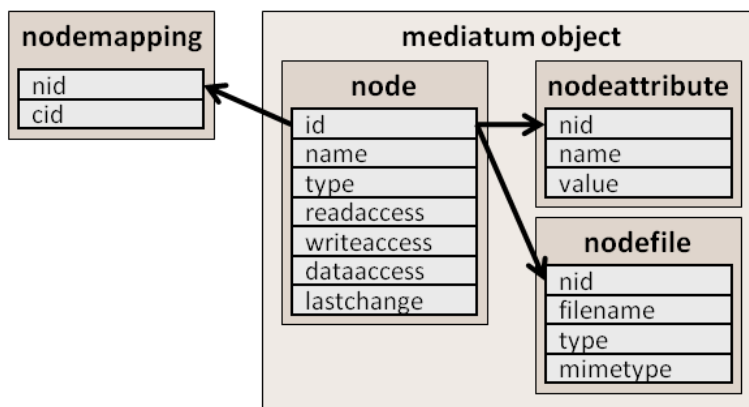 nodemapping
nid
cid
mediatum object
node
id
name
type
readaccess
writeaccess
dataaccess
lastchange
nodeattribute
nid
name
value
nodefile
nid
filename
type
mimetype